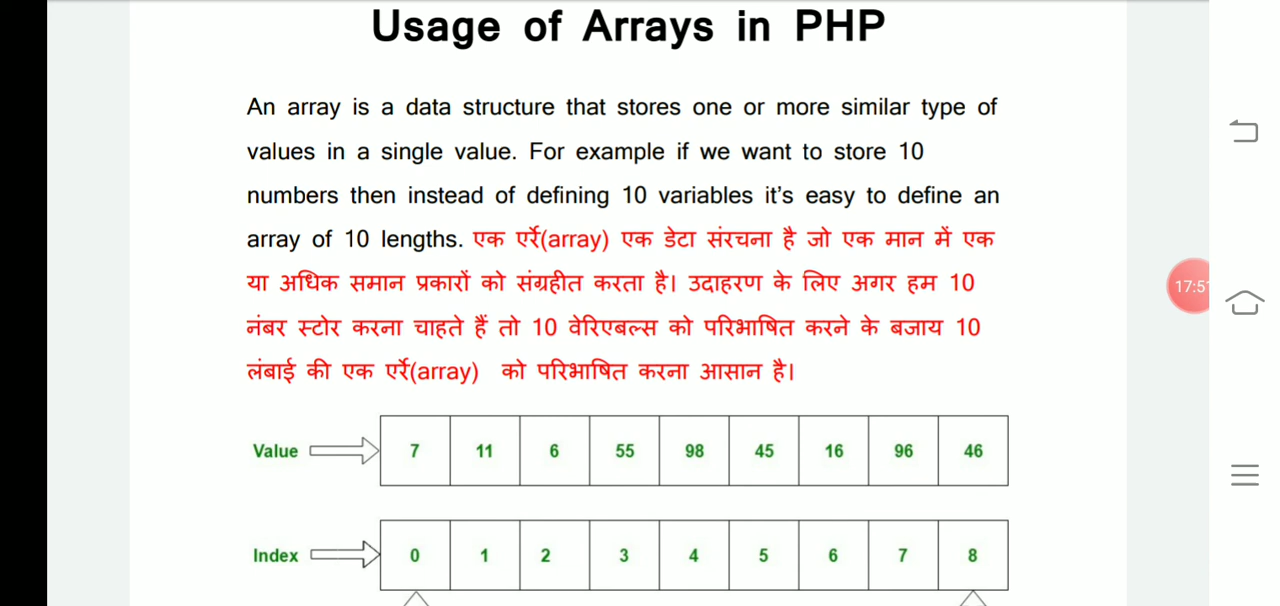 Usage of Arrays in PHP
An array is a data structure that stores one or more similar type of
values in a single value. For example if we want to store 10
numbers then instead of defining 10 variables it's easy to define an
array of 10 lengths. एक एर्रे(array) एक डेटा संरचना है जो एक मान में एक
या अधिक समान प्रकारों को संग्रहीत करता है। उदाहरण के लिए अगर हम 10
नंबर स्टोर करना चाहते हैं तो 10 वेरिएबल्स को परिभाषित करने के बजाय 10
लंबाई की एक एर्रे(array) को परिभाषित करना आसान है।
Value 7 11 6 55 98 45 16 96 46
Index 0 1 2 3 4 5 6 7 8